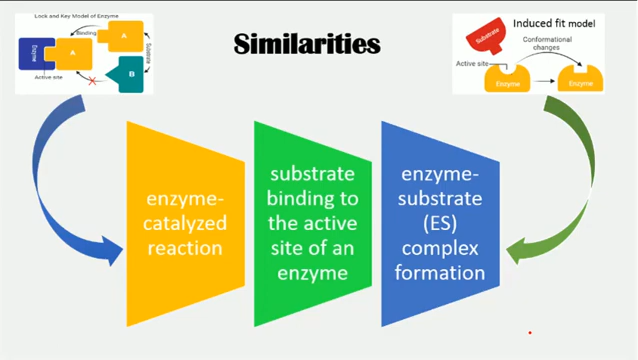 Lock and Key Model of Enzyme
Binding
A
A
Enzyme
Substrate
Active site
B
Similarities
Induced fit model
Substrate
Conformational
changes
Active site
Enzyme
Enzyme
enzyme-
catalyzed
reaction
substrate
binding to
the active
site of an
enzyme
enzyme-
substrate
(ES)
complex
formation